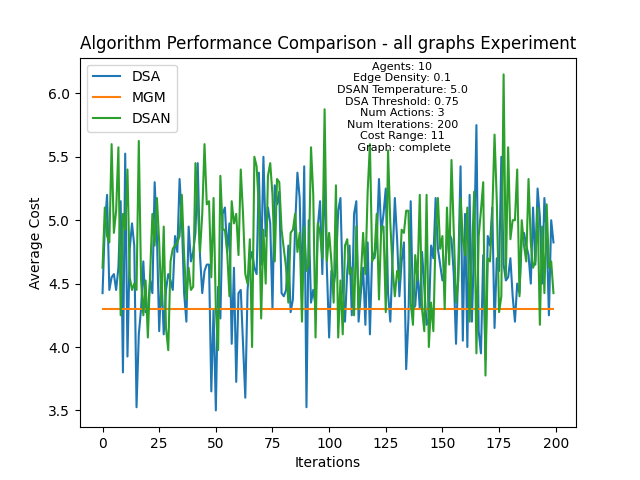 Algorithm Performance Comparison - all graphs Experiment
DSA
MGM
DSAN
Agents: 10
Edge Density: 0.1
DSAN Temperature: 5.0
DSA Threshold: 0.75
Num Actions: 3
Num Iterations: 200
Cost Range: 11
Graph: complete
Average Cost
6.0
5.5
5.0
4.5
4.0
3.5
0 25 50 75 100 125 150 175 200
Iterations